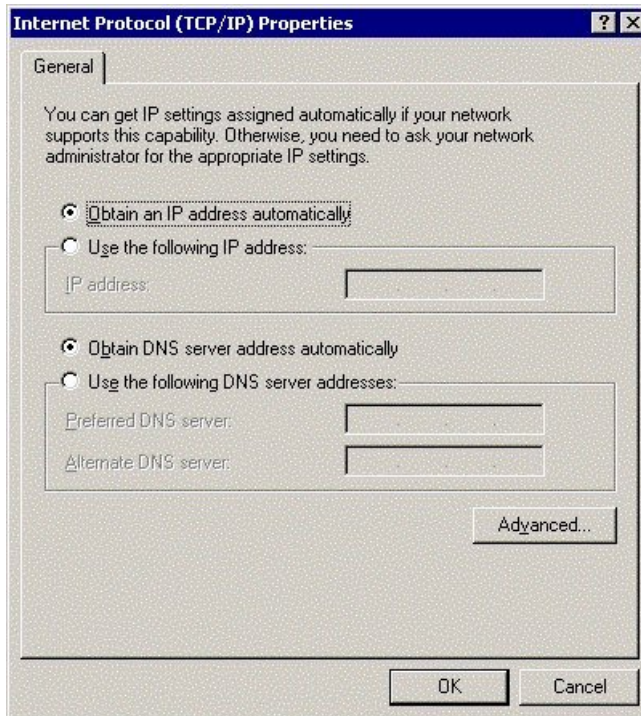 Internet Protocol (TCP/IP) Properties
General
You can get IP settings assigned automatically if your network
supports this capability. Otherwise, you need to ask your network
administrator for the appropriate IP settings.
Obtain an IP address automatically
Use the following IP address:
IP address:
Obtain DNS server address automatically
Use the following DNS server addresses:
Preferred DNS server:
Alternate DNS server:
Advanced...
OK Cancel